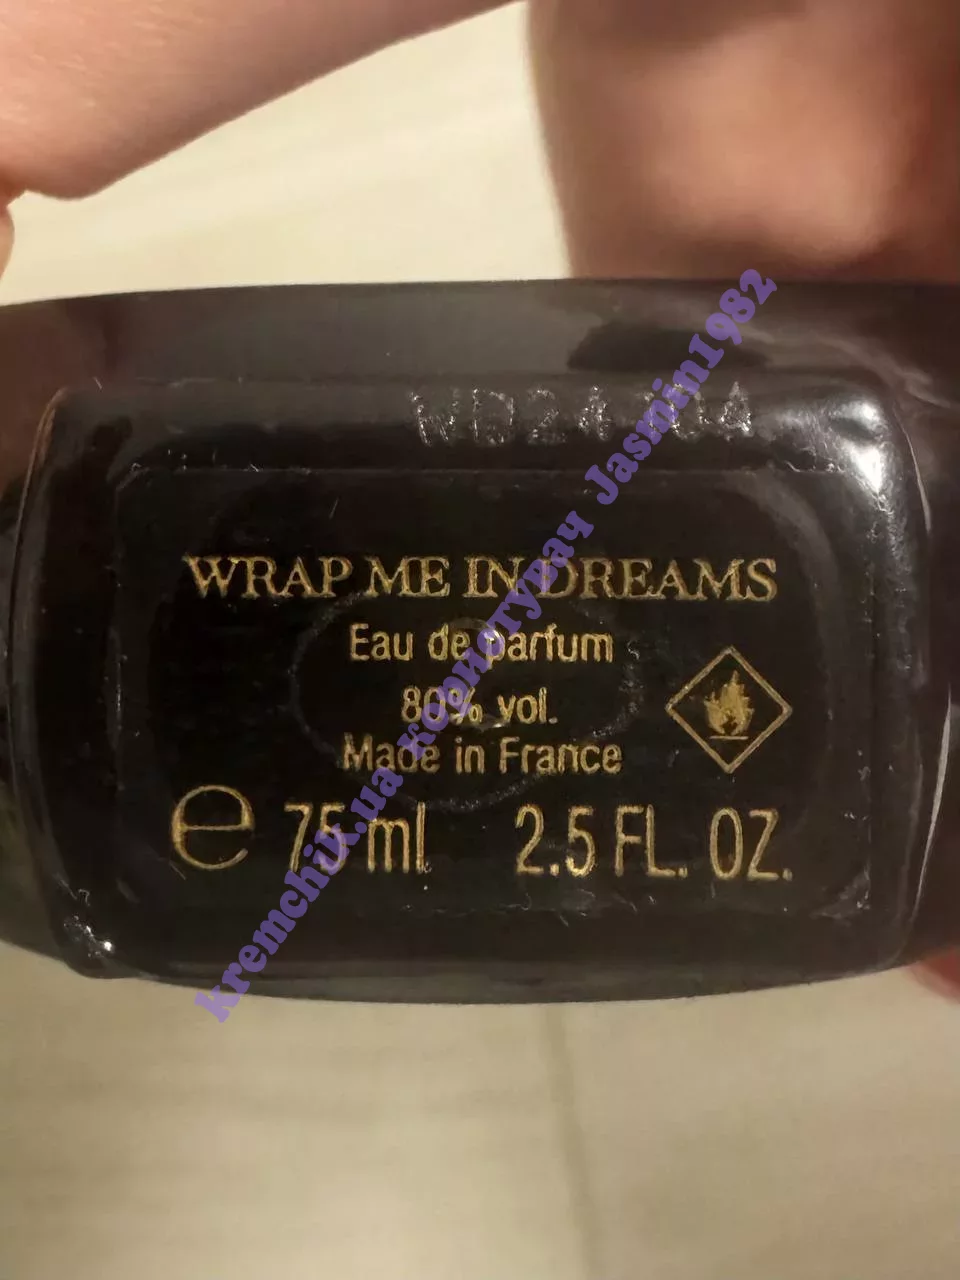 WRAP ME IN DREAMS
Eau de parfum
80% vol.
Made in France
℮ 75 ml 2.5 FL. OZ.
kremchik.ua користувач Jasmin1982